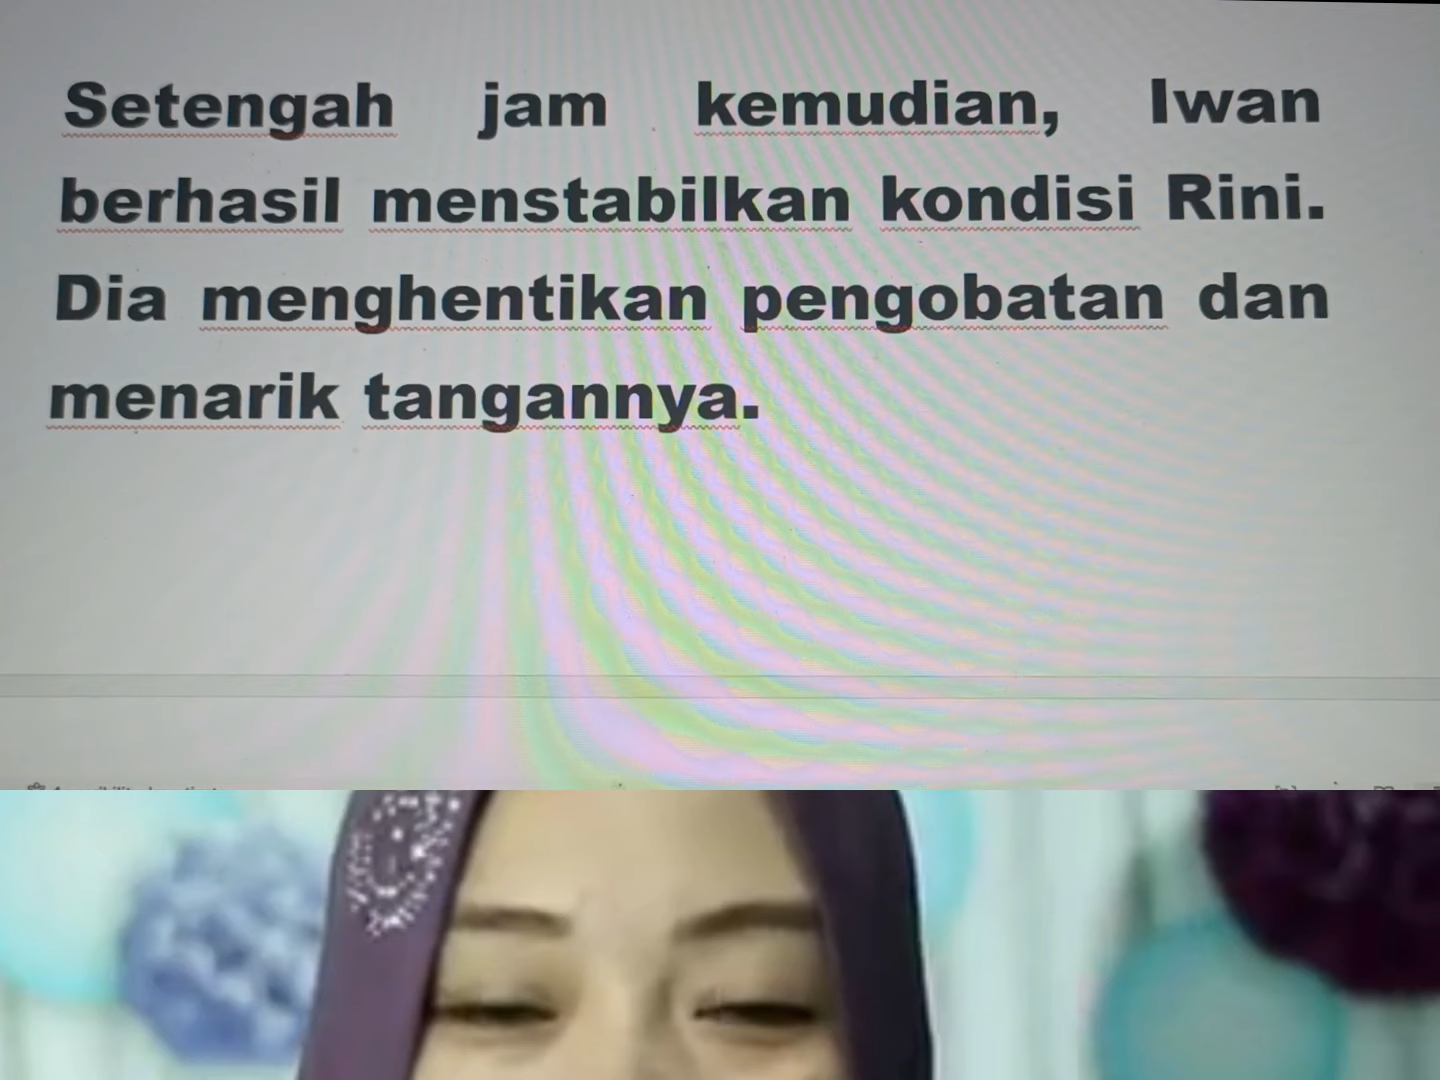 Setengah jam kemudian, Iwan
berhasil menstabilkan kondisi Rini.
Dia menghentikan pengobatan dan
menarik tangannya.